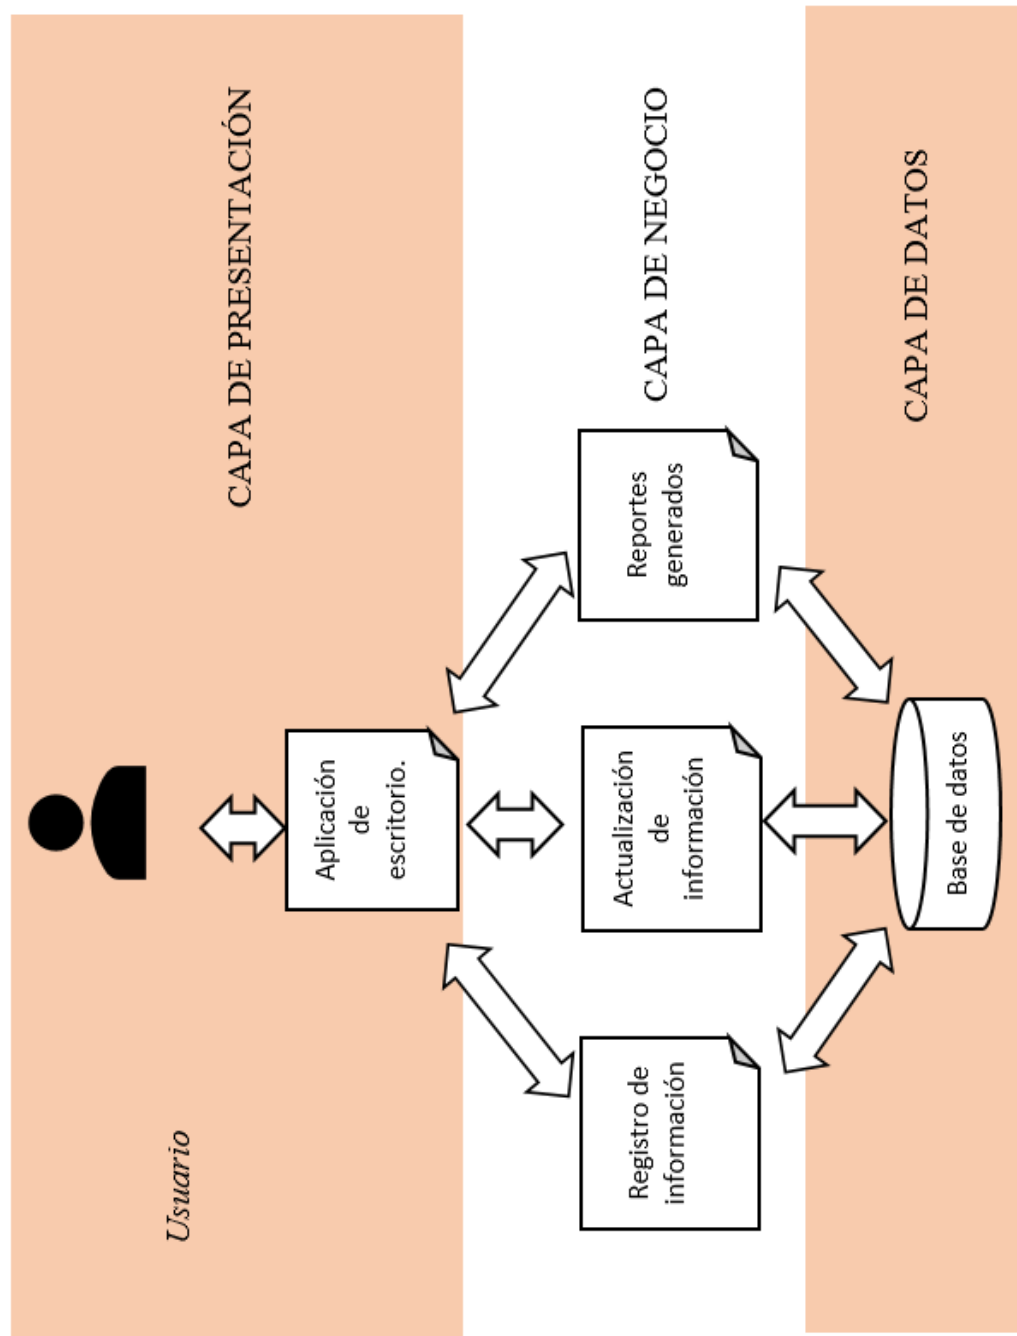 Usuario
CAPA DE PRESENTACIÓN
Aplicación
de
escritorio.
CAPA DE NEGOCIO
Registro de
información
Actualización
de
información
Reportes
generados
CAPA DE DATOS
Base de datos